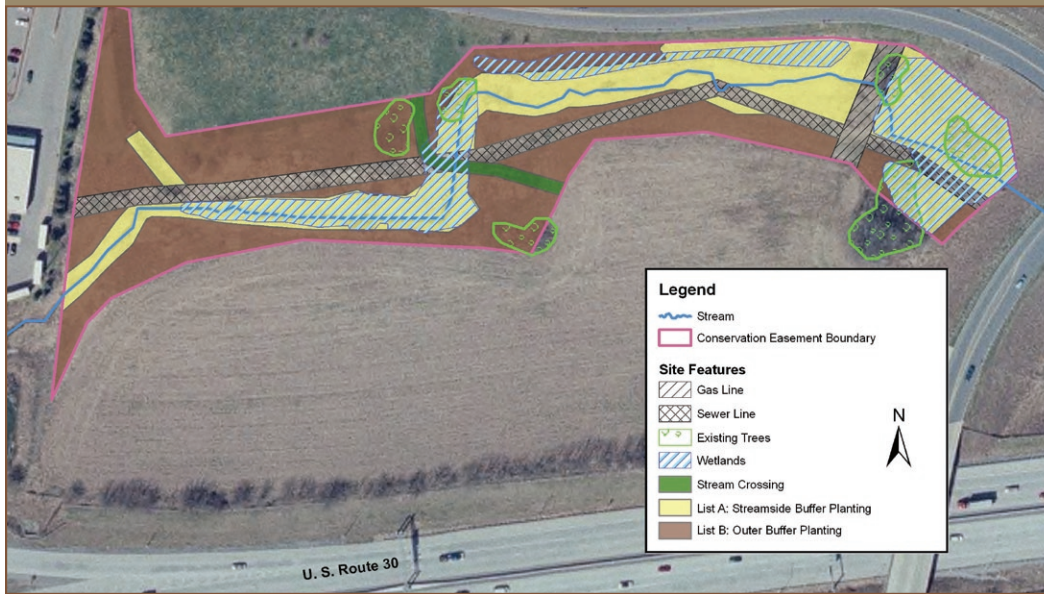 Legend
Stream
Conservation Easement Boundary
Site Features
Gas Line
Sewer Line
Existing Trees
Wetlands
Stream Crossing
List A: Streamside Buffer Planting
List B: Outer Buffer Planting
N
U. S. Route 30